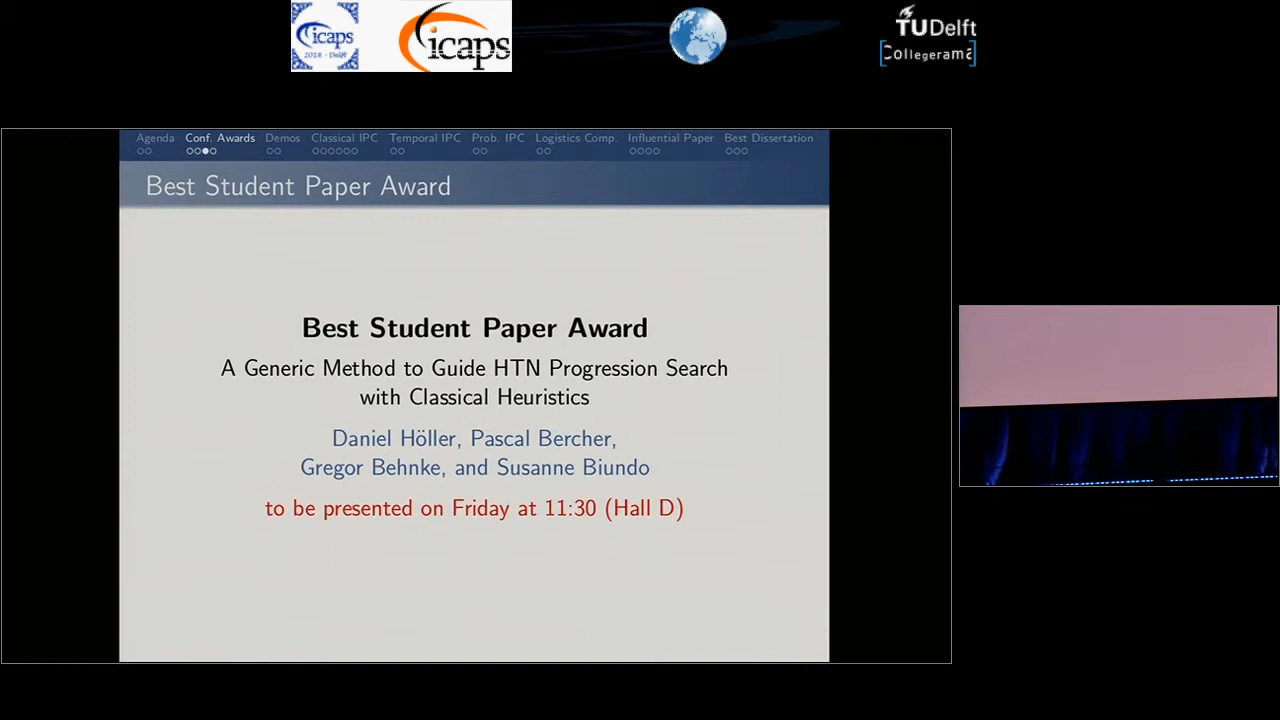 icaps
2018 - Delft
icaps
TUDelft
Collegerama
Agenda Conf. Awards Demos Classical IPC Temporal IPC Prob. IPC Logistics Comp. Influential Paper Best Dissertation
Best Student Paper Award
Best Student Paper Award
A Generic Method to Guide HTN Progression Search
with Classical Heuristics
Daniel Höller, Pascal Bercher,
Gregor Behnke, and Susanne Biundo
to be presented on Friday at 11:30 (Hall D)